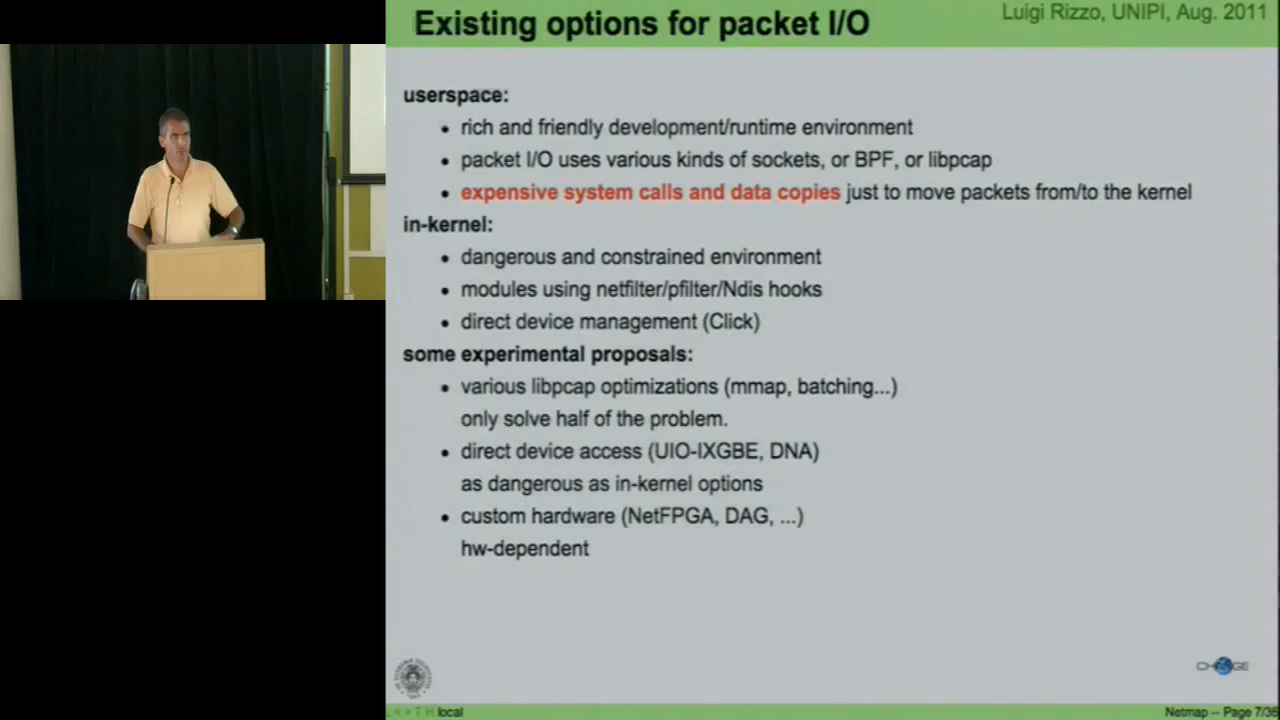 Existing options for packet I/O
Luigi Rizzo, UNIPI, Aug. 2011
userspace:
• rich and friendly development/runtime environment
• packet I/O uses various kinds of sockets, or BPF, or libpcap
• expensive system calls and data copies just to move packets from/to the kernel
in-kernel:
• dangerous and constrained environment
• modules using netfilter/pfilter/Ndis hooks
• direct device management (Click)
some experimental proposals:
• various libpcap optimizations (mmap, batching...)
only solve half of the problem.
• direct device access (UIO-IXGBE, DNA)
as dangerous as in-kernel options
• custom hardware (NetFPGA, DAG, ...)
hw-dependent
< > T H local
Netmap -- Page 7/36